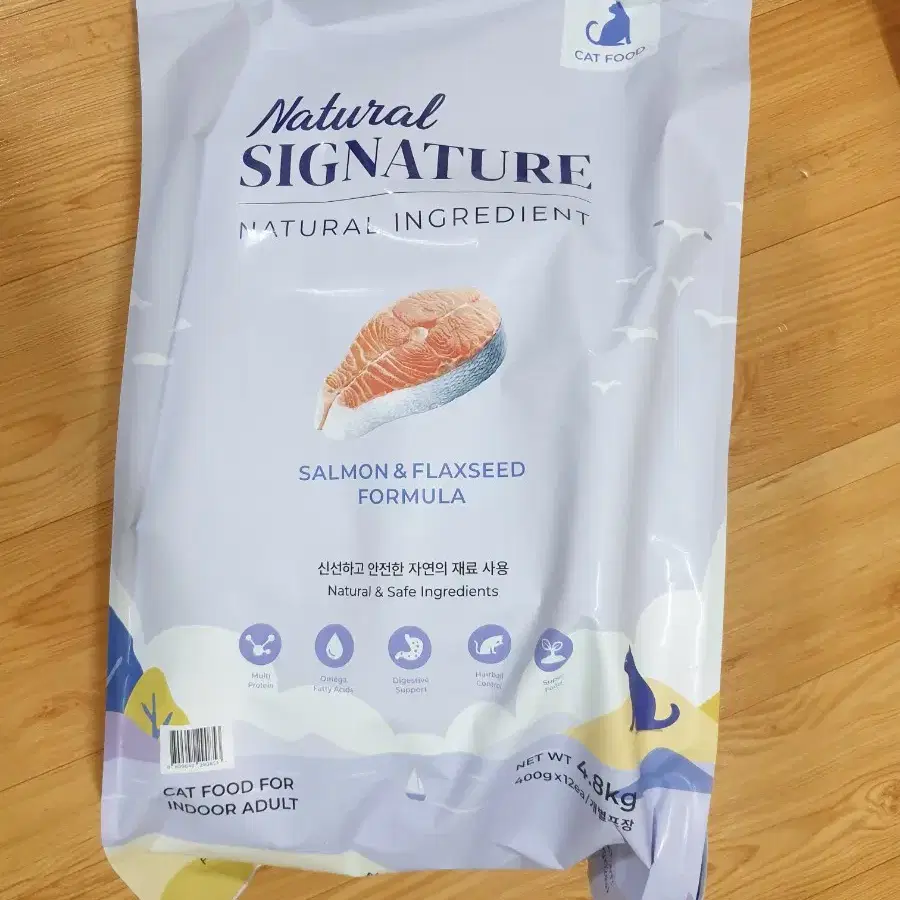 CAT FOOD
Natural
SIGNATURE
NATURAL INGREDIENT
SALMON & FLAXSEED
FORMULA
신선하고 안전한 자연의 재료 사용
Natural & Safe Ingredients
Multi
Protein
Omega
Fatty Acids
Digestive
Support
Hairball
Control
Super
Food
CAT FOOD FOR
INDOOR ADULT
NET WT 4.8kg
400g x 12ea / 개별포장